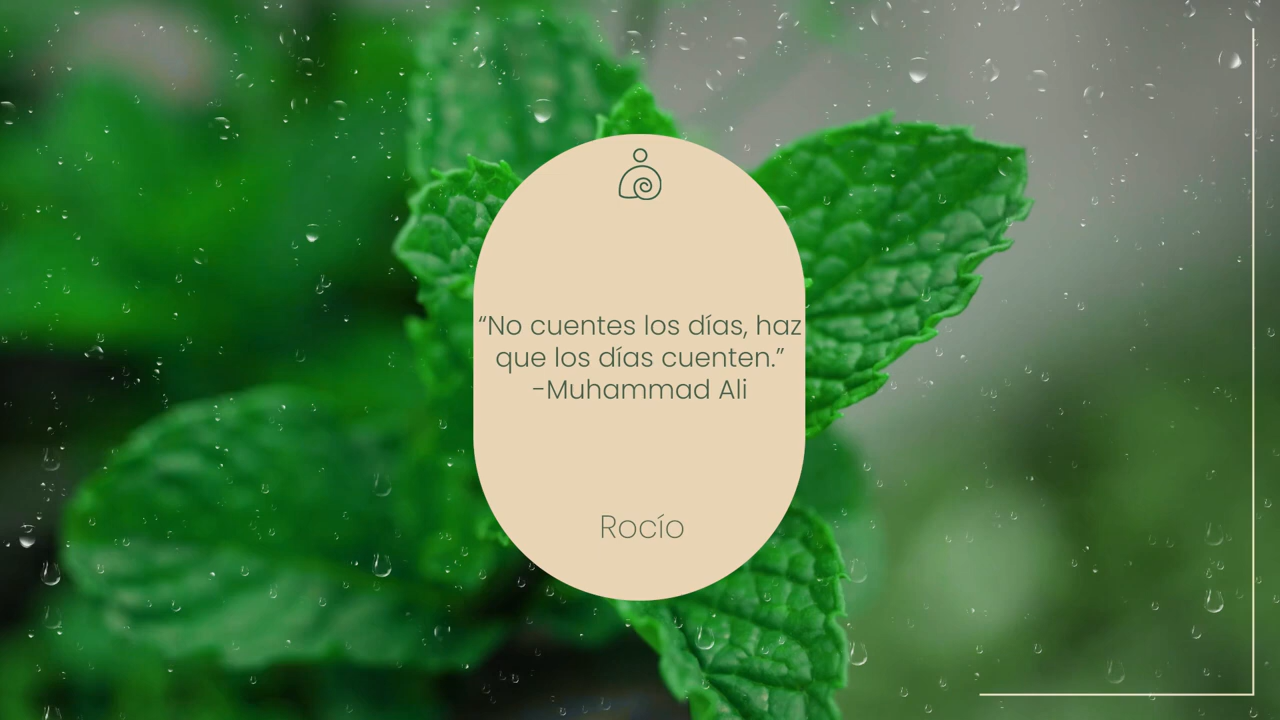 “No cuentes los días, haz
que los días cuenten.”
-Muhammad Ali
Rocío